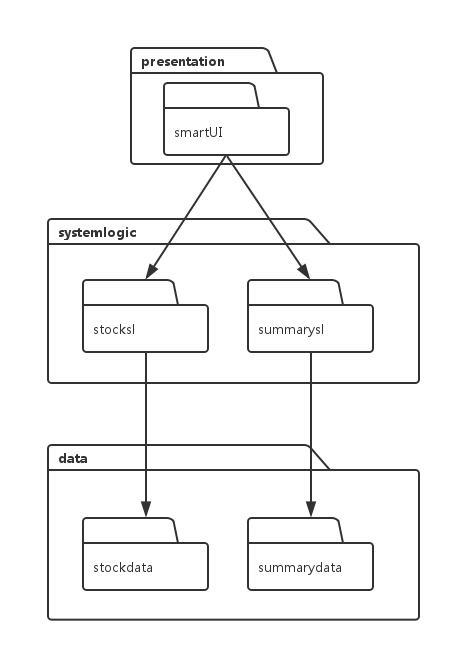 presentation
smartUI
systemlogic
stocksl
summarysl
data
stockdata
summarydata